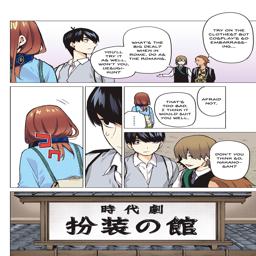 TRY ON THE
CLOTHES? BUT
COSPLAY'S SO
EMBARRASS-
ING...
WHAT'S THE
BIG DEAL?
WHEN IN
ROME, DO AS
THE ROMANS.
YOU'LL
TRY IT
AS WELL,
WON'T YOU,
UESUGI-
KUN?
AFRAID
NOT.
THAT'S
TOO BAD.
I THINK IT
WOULD SUIT
YOU WELL.
DON'T YOU
THINK SO,
NAKANO-
SAN?
コク
時代劇
扮装の館